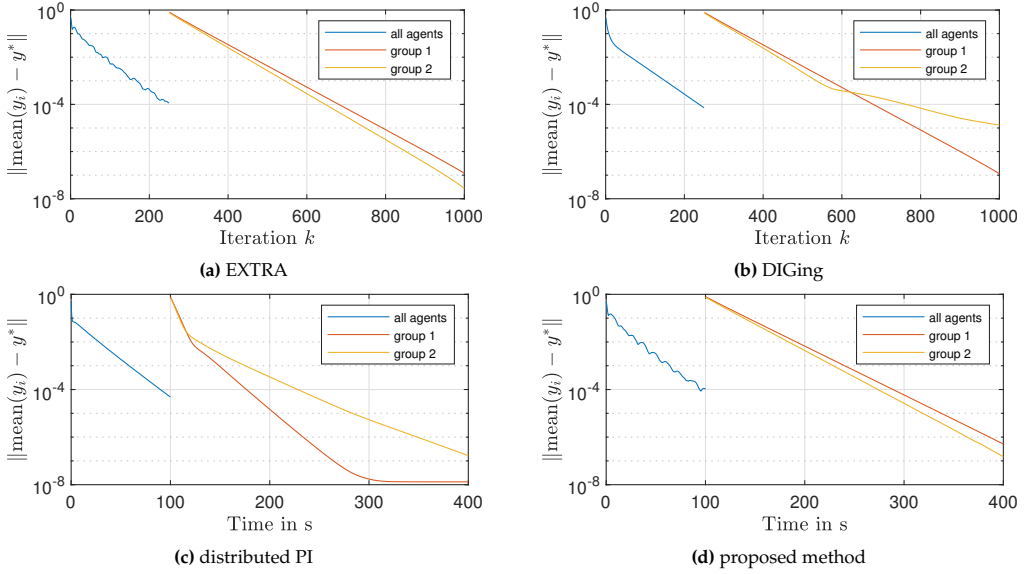 10^0
10^-4
10^-8
‖mean(y_i) − y*‖
all agents
group 1
group 2
0 200 400 600 800 1000
Iteration k
(a) EXTRA
10^0
10^-4
10^-8
‖mean(y_i) − y*‖
all agents
group 1
group 2
0 200 400 600 800 1000
Iteration k
(b) DIGing
10^0
10^-4
10^-8
‖mean(y_i) − y*‖
all agents
group 1
group 2
0 100 200 300 400
Time in s
(c) distributed PI
10^0
10^-4
10^-8
‖mean(y_i) − y*‖
all agents
group 1
group 2
0 100 200 300 400
Time in s
(d) proposed method